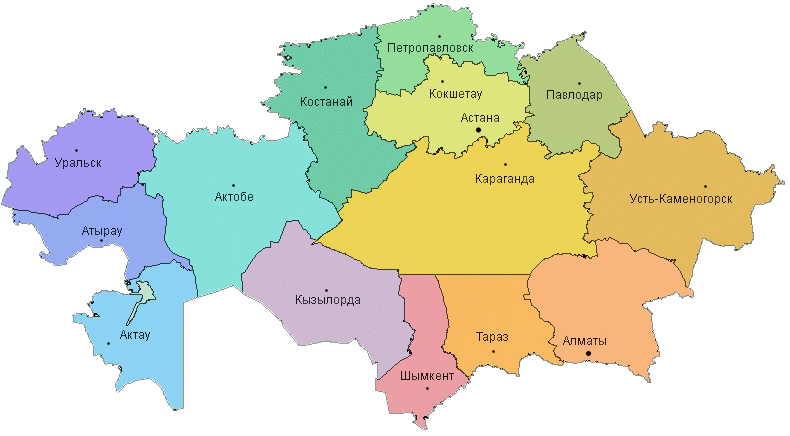 Петропавловск
Кокшетау
Костанай
Павлодар
Астана
Уральск
Караганда
Актобе
Усть-Каменогорск
Атырау
Кызылорда
Актау
Тараз
Алматы
Шымкент